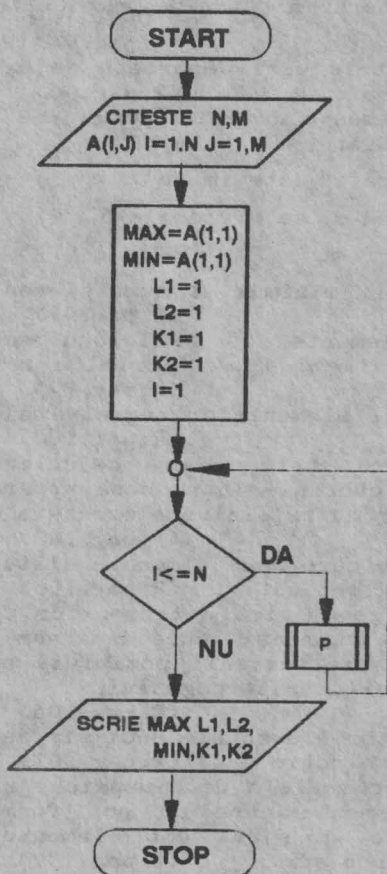 START
CITESTE N,M
A(I,J) I=1.N J=1,M
MAX=A(1,1)
MIN=A(1,1)
L1=1
L2=1
K1=1
K2=1
I=1
I<=N
DA
P
NU
SCRIE MAX L1,L2,
MIN,K1,K2
STOP